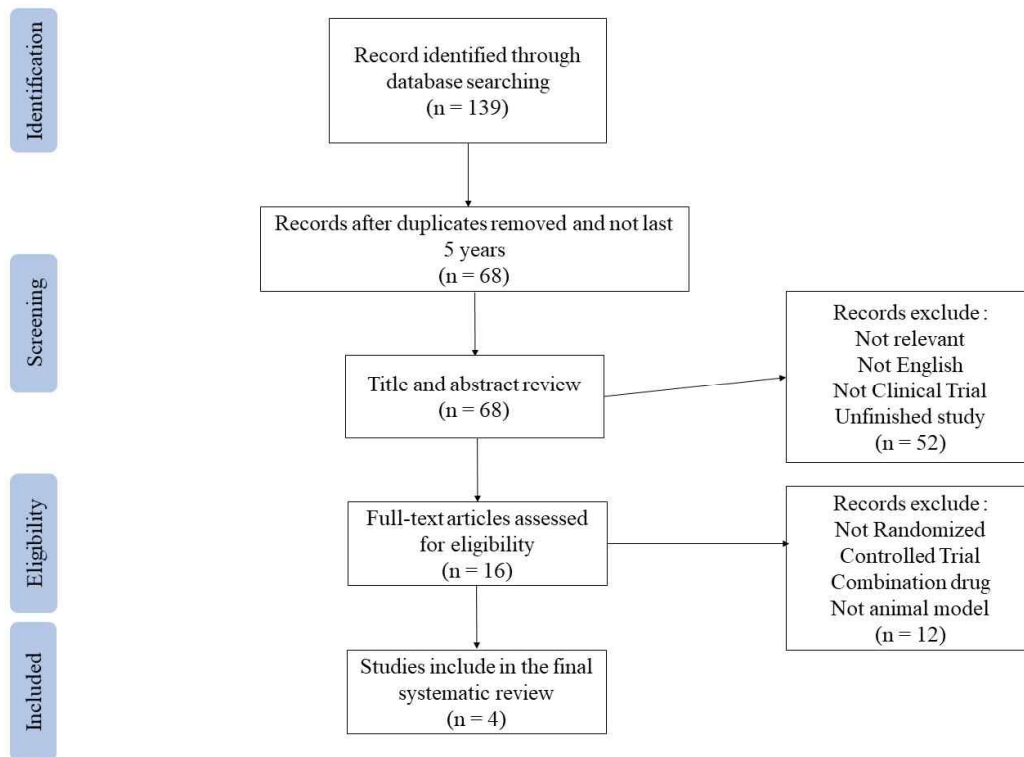 Identification
Record identified through
database searching
(n = 139)
Records after duplicates removed and not last
5 years
(n = 68)
Screening
Title and abstract review
(n = 68)
Records exclude :
Not relevant
Not English
Not Clinical Trial
Unfinished study
(n = 52)
Eligibility
Full-text articles assessed
for eligibility
(n = 16)
Records exclude :
Not Randomized
Controlled Trial
Combination drug
Not animal model
(n = 12)
Included
Studies include in the final
systematic review
(n = 4)